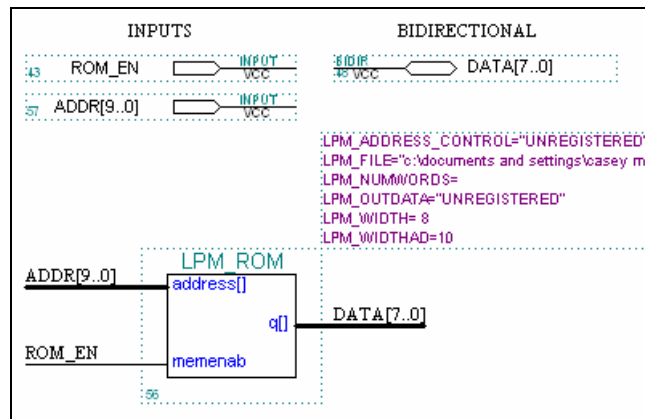 INPUTS
BIDIRECTIONAL
43 ROM_EN INPUT VCC
BIDIR 48 VCC DATA[7..0]
57 ADDR[9..0] INPUT VCC
LPM_ADDRESS_CONTROL="UNREGISTERED"
LPM_FILE="c:\documents and settings\casey m
LPM_NUMWORDS=
LPM_OUTDATA="UNREGISTERED"
LPM_WIDTH= 8
LPM_WIDTHAD=10
LPM_ROM
ADDR[9..0]
address[]
q[]
DATA[7..0]
ROM_EN
memenab
56